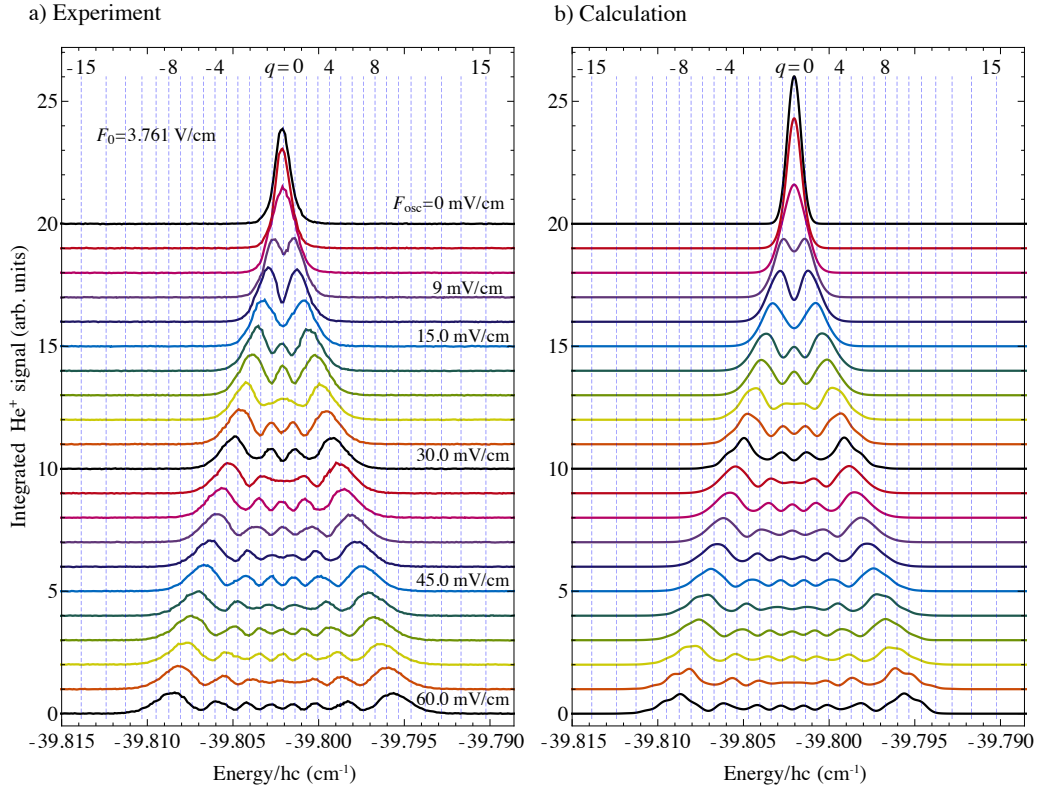 a) Experiment
-15 -8 -4 q=0 4 8 15
25
F0=3.761 V/cm
Fosc=0 mV/cm
20
9 mV/cm
15.0 mV/cm
15
30.0 mV/cm
10
45.0 mV/cm
5
60.0 mV/cm
0
Integrated He+ signal (arb. units)
-39.815 -39.810 -39.805 -39.800 -39.795 -39.790
Energy/hc (cm-1)
b) Calculation
-15 -8 -4 q=0 4 8 15
25
20
15
10
5
0
-39.815 -39.810 -39.805 -39.800 -39.795 -39.790
Energy/hc (cm-1)